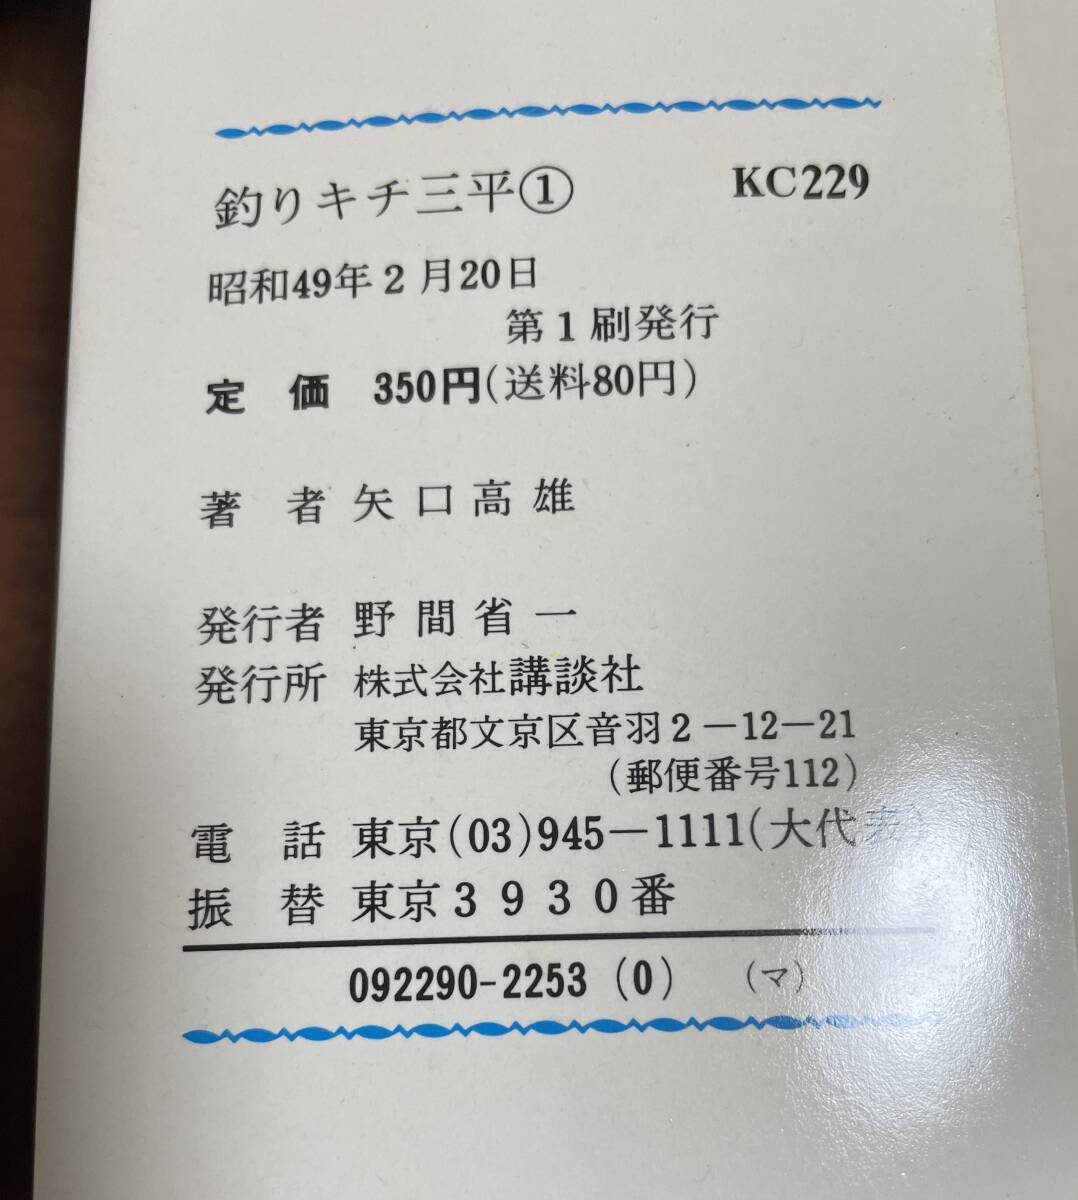 釣りキチ三平① KC229
昭和49年2月20日
第1刷発行
定価 350円(送料80円)
著者 矢口高雄
発行者 野間省一
発行所 株式会社講談社
東京都文京区音羽2-12-21
(郵便番号112)
電話 東京(03)945-1111(大代表)
振替 東京3930番
092290-2253 (0) (マ)